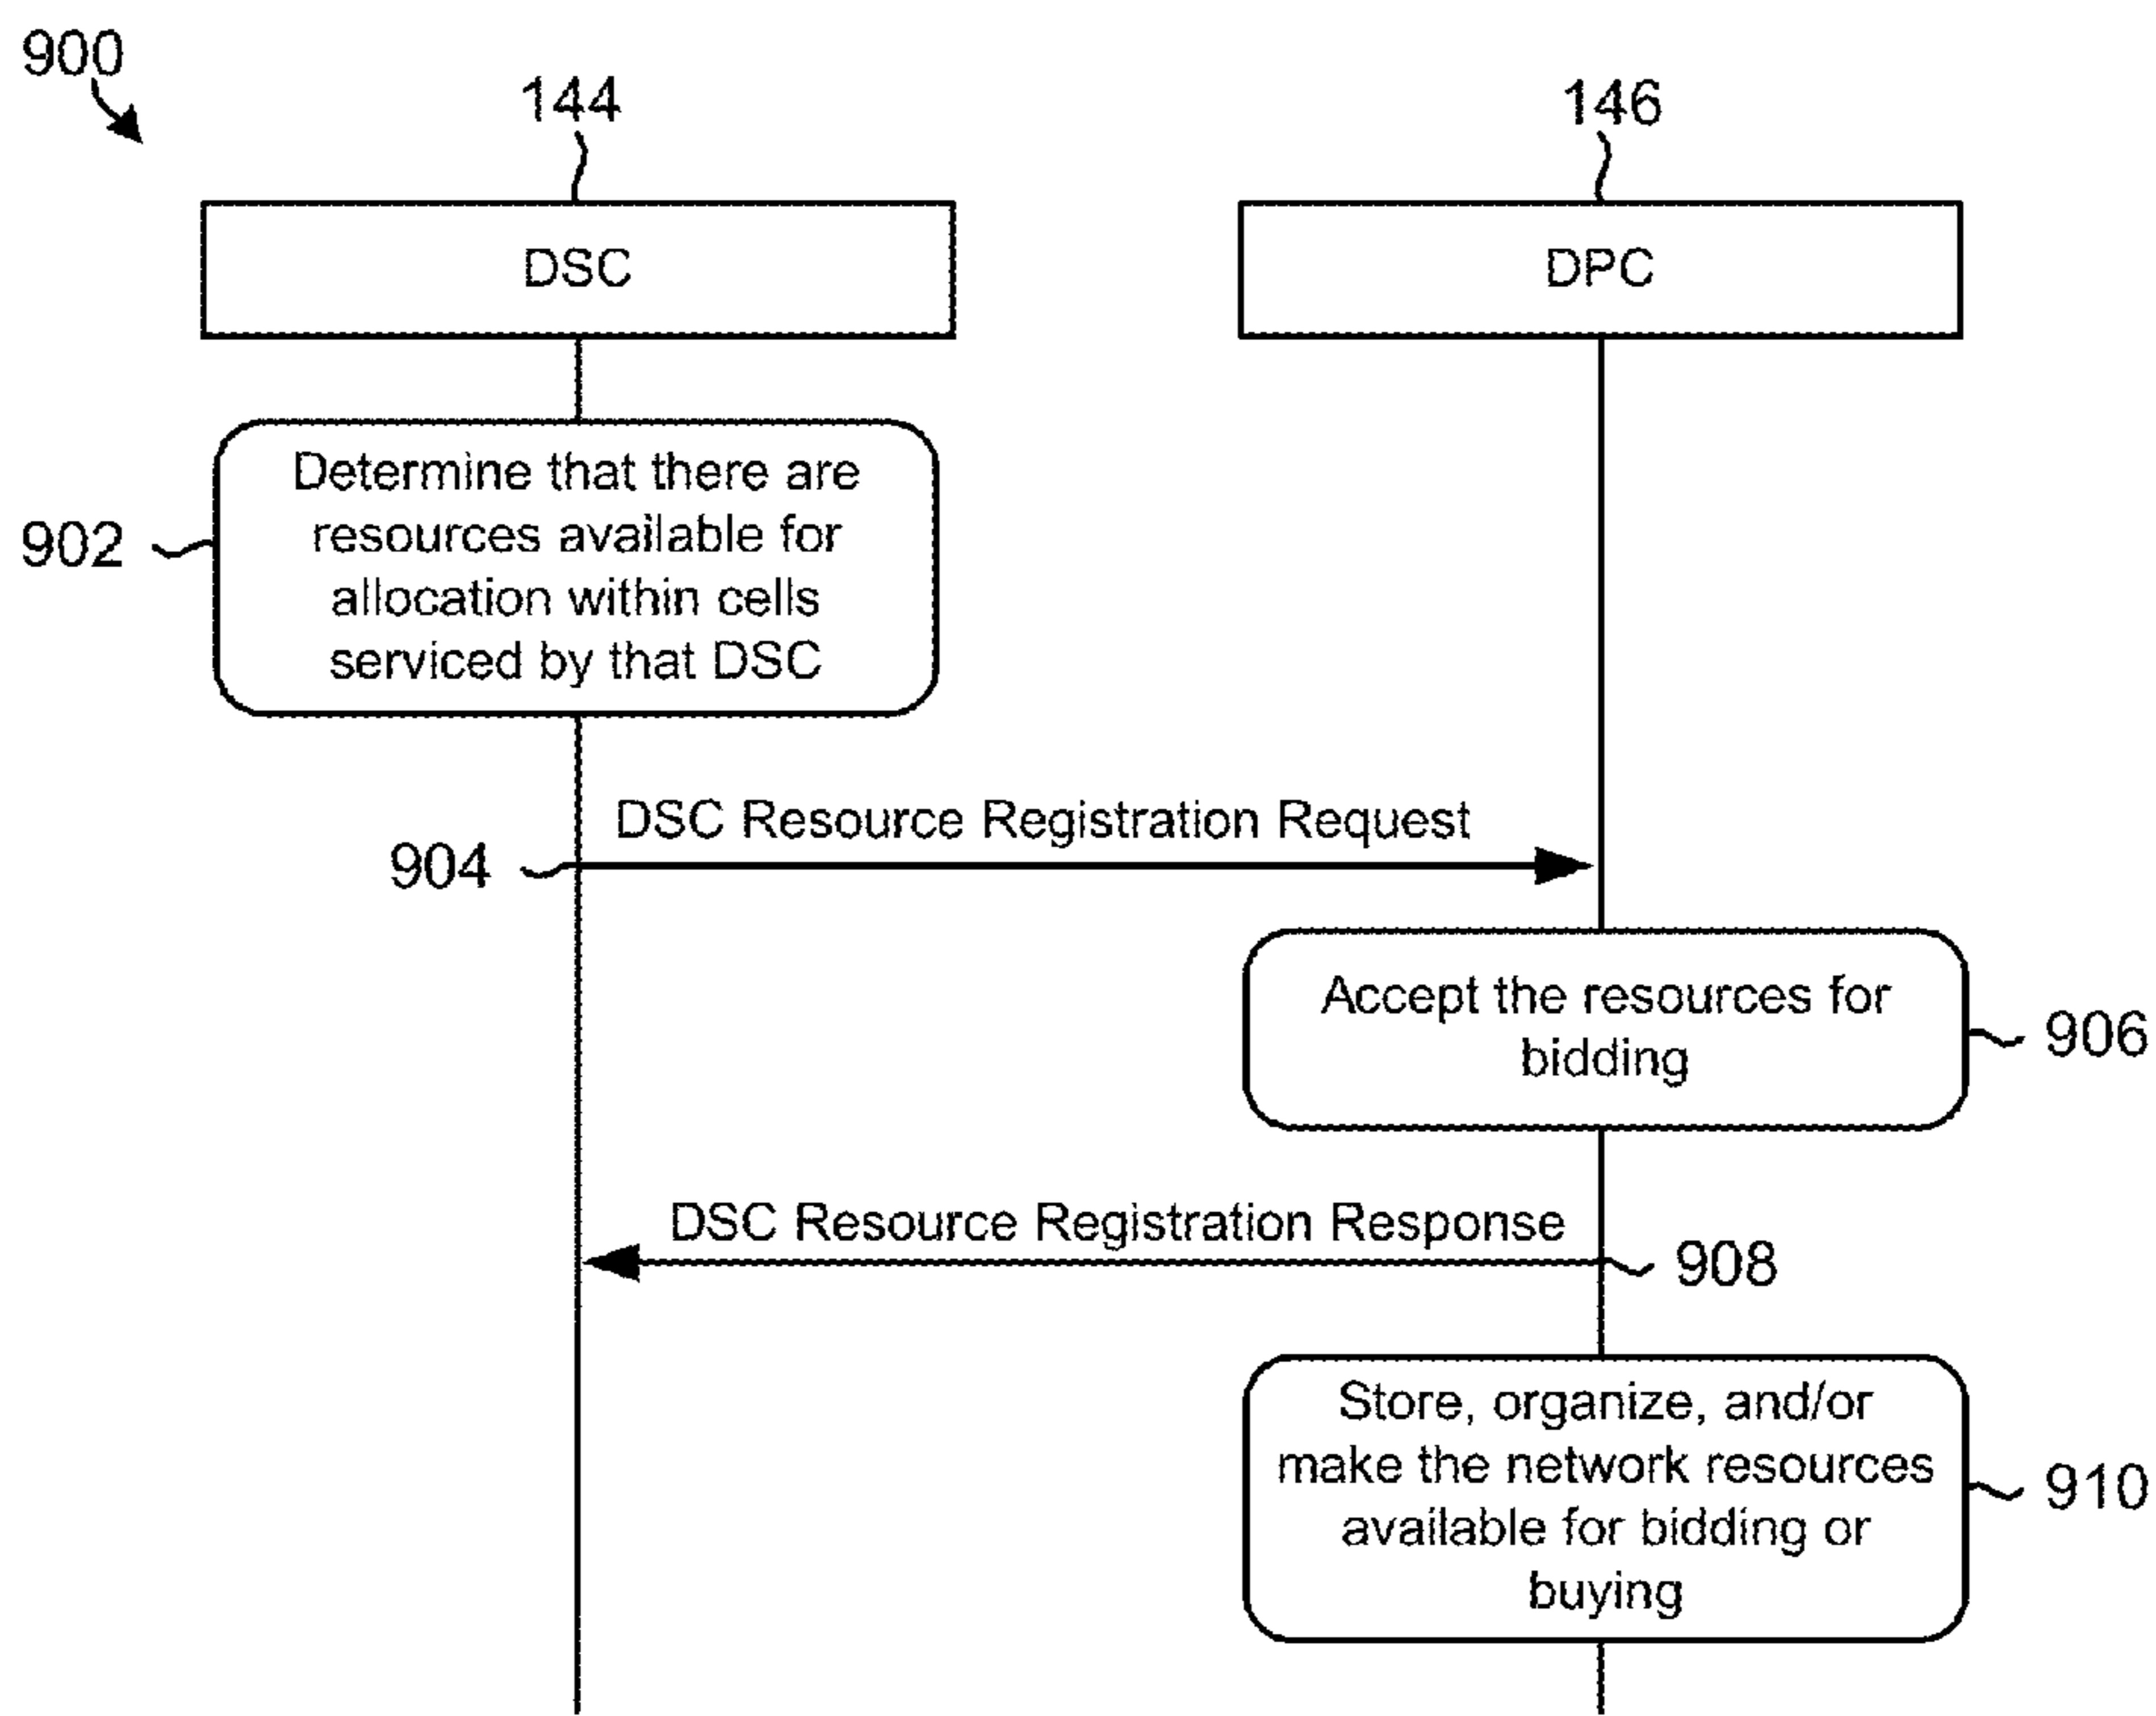 900
144
146
DSC
DPC
Determine that there are
resources available for
allocation within cells
serviced by that DSC
902
DSC Resource Registration Request
904
Accept the resources for
bidding
906
DSC Resource Registration Response
908
Store, organize, and/or
make the network resources
available for bidding or
buying
910